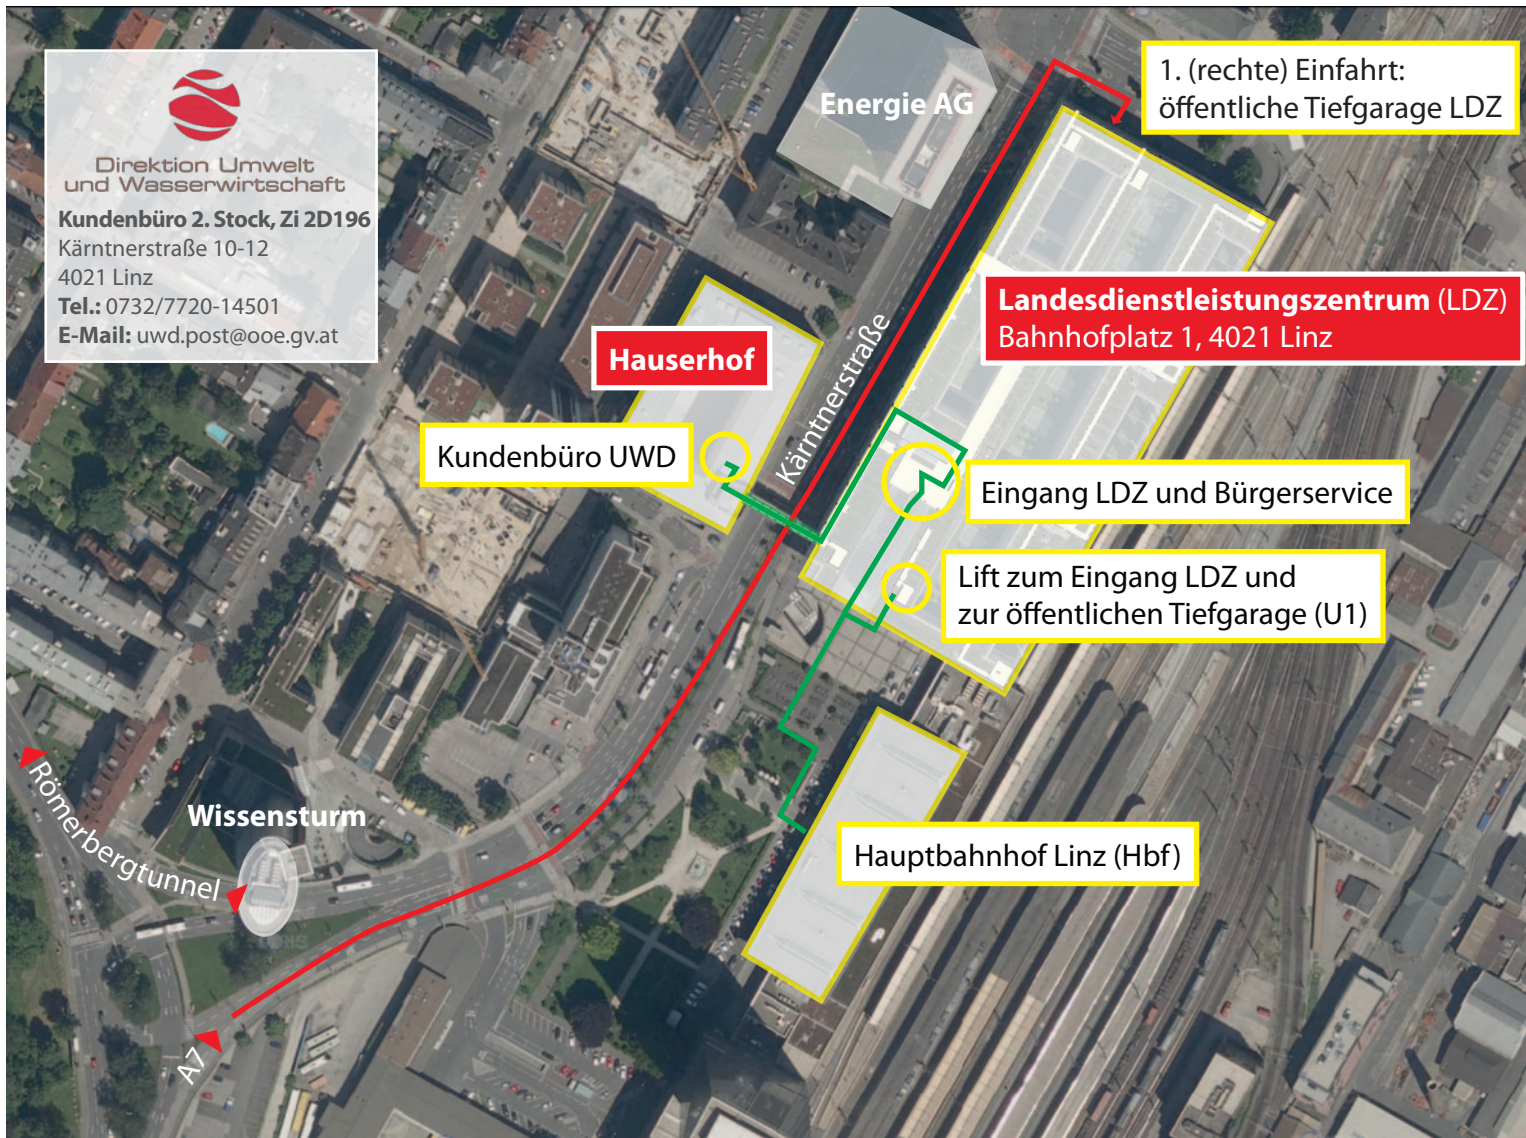 Direktion Umwelt
und Wasserwirtschaft
Kundenbüro 2. Stock, Zi 2D196
Kärntnerstraße 10-12
4021 Linz
Tel.: 0732/7720-14501
E-Mail: uwd.post@ooe.gv.at
Energie AG
1. (rechte) Einfahrt:
öffentliche Tiefgarage LDZ
Landesdienstleistungszentrum (LDZ)
Bahnhofplatz 1, 4021 Linz
Hauserhof
Kärntnerstraße
Kundenbüro UWD
Eingang LDZ und Bürgerservice
Lift zum Eingang LDZ und
zur öffentlichen Tiefgarage (U1)
Wissensturm
Römerbergtunnel
Hauptbahnhof Linz (Hbf)
A7